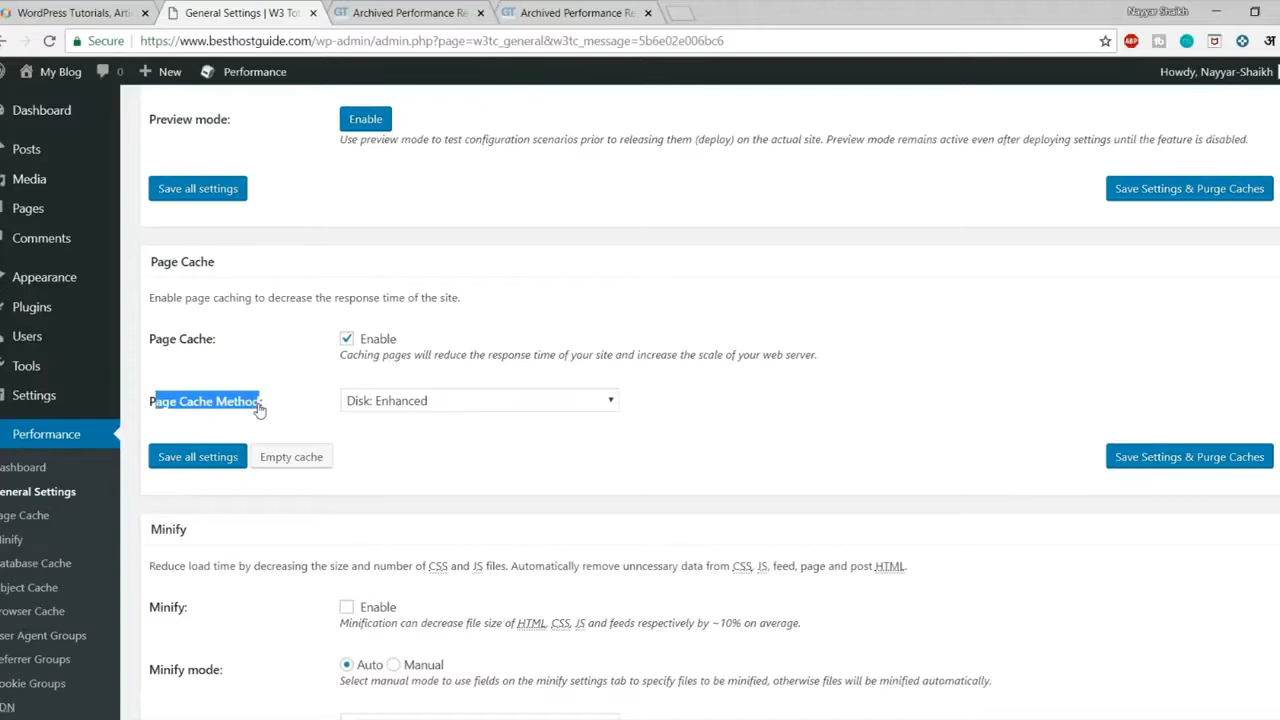 WordPress Tutorials, Arti
General Settings | W3 Tot
Archived Performance Re
Archived Performance Re
Nayyar Shaikh
Secure
https://www.besthostguide.com/wp-admin/admin.php?page=w3tc_general&w3tc_message=5b6e02e006bc6
ABP
My Blog 0 New Performance
Howdy, Nayyar-Shaikh
Dashboard
Posts
Media
Pages
Comments
Appearance
Plugins
Users
Tools
Settings
Performance
ashboard
eneral Settings
age Cache
inify
atabase Cache
bject Cache
rowser Cache
ser Agent Groups
eferrer Groups
ookie Groups
DN
Preview mode: Enable
Use preview mode to test configuration scenarios prior to releasing them (deploy) on the actual site. Preview mode remains active even after deploying settings until the feature is disabled.
Save all settings Save Settings & Purge Caches
Page Cache
Enable page caching to decrease the response time of the site.
Page Cache: Enable
Caching pages will reduce the response time of your site and increase the scale of your web server.
Page Cache Method: Disk: Enhanced
Save all settings Empty cache Save Settings & Purge Caches
Minify
Reduce load time by decreasing the size and number of CSS and JS files. Automatically remove unncessary data from CSS, JS, feed, page and post HTML.
Minify: Enable
Minification can decrease file size of HTML, CSS, JS and feeds respectively by ~10% on average.
Minify mode: Auto Manual
Select manual mode to use fields on the minify settings tab to specify files to be minified, otherwise files will be minified automatically.